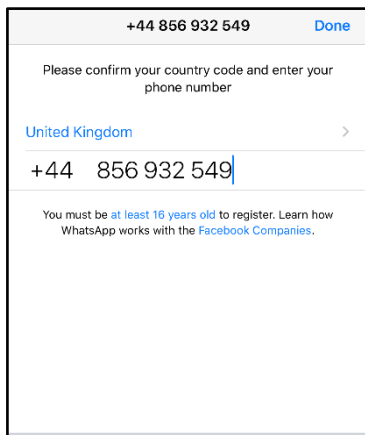 +44 856 932 549 Done
Please confirm your country code and enter your
phone number
United Kingdom
+44 856 932 549
You must be at least 16 years old to register. Learn how
WhatsApp works with the Facebook Companies.